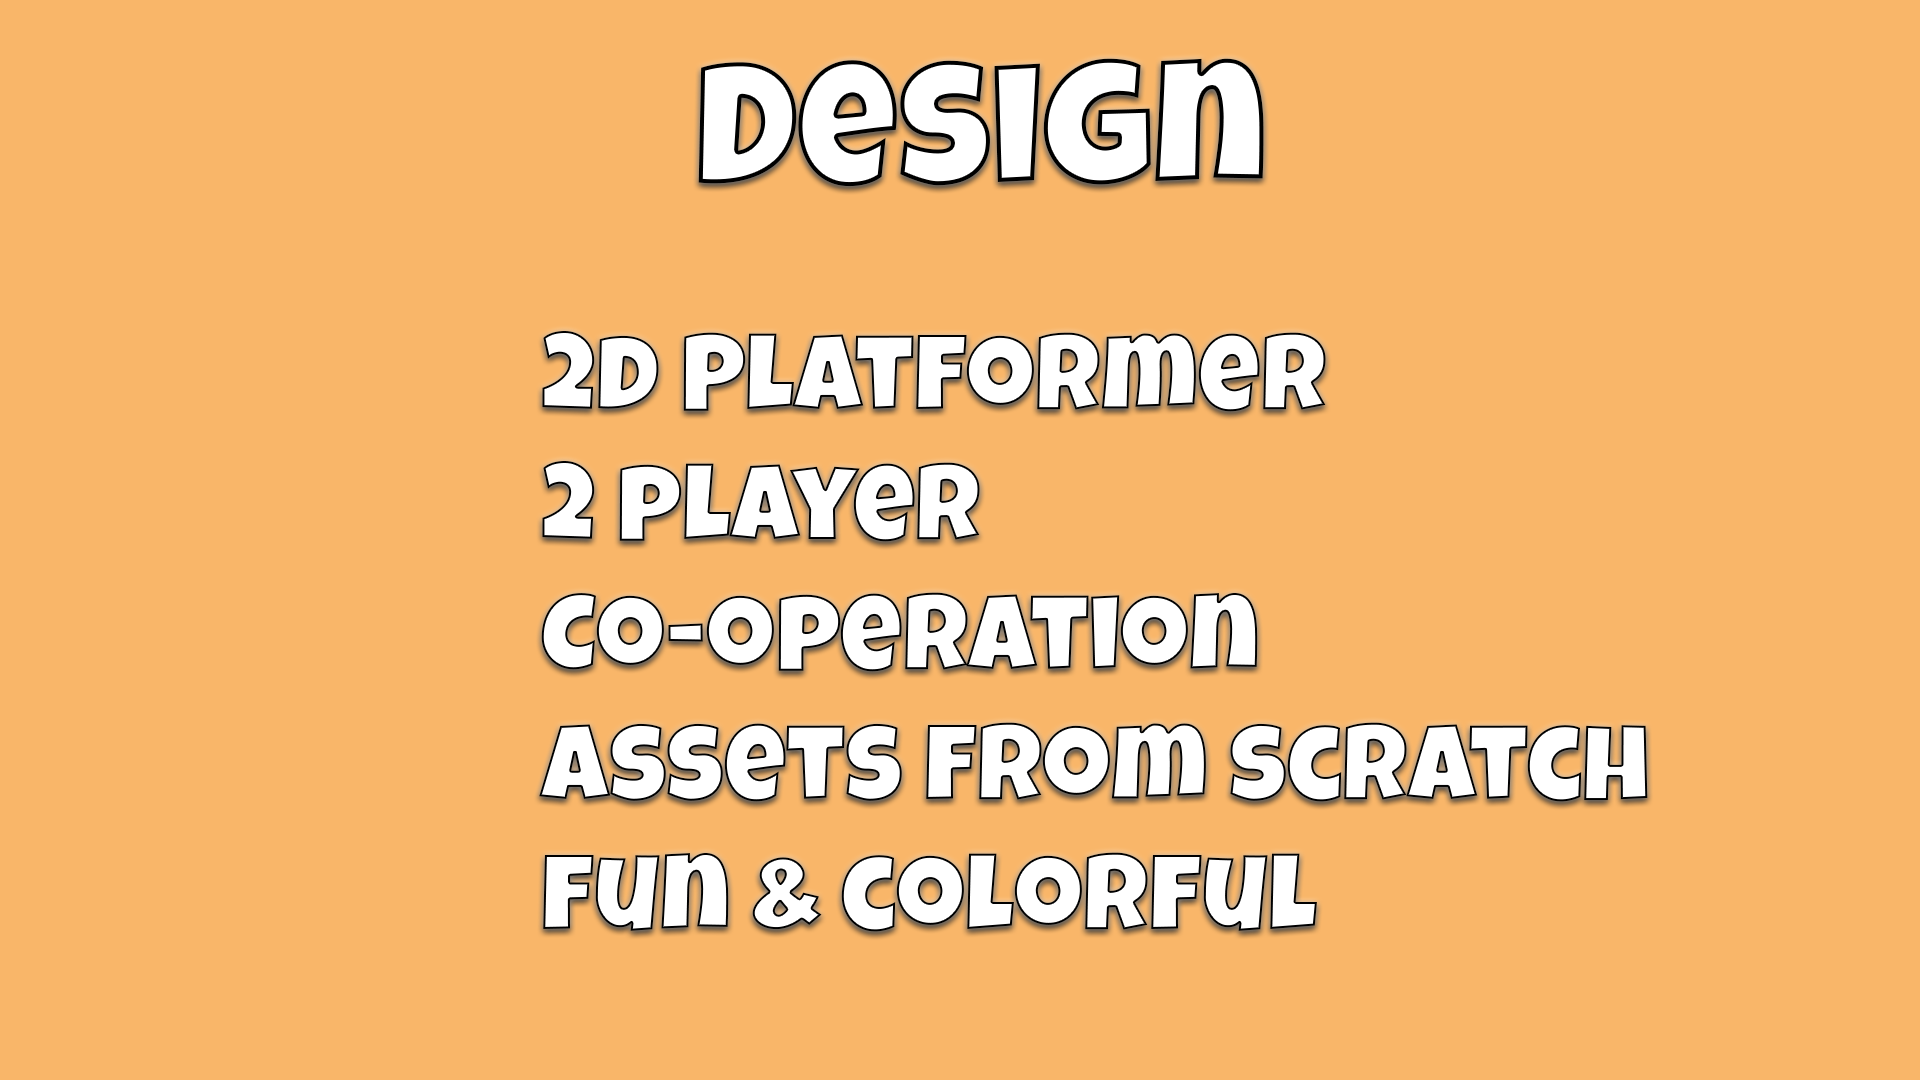 Design
2D Platformer
2 Player
Co-operation
Assets from scratch
Fun & Colorful